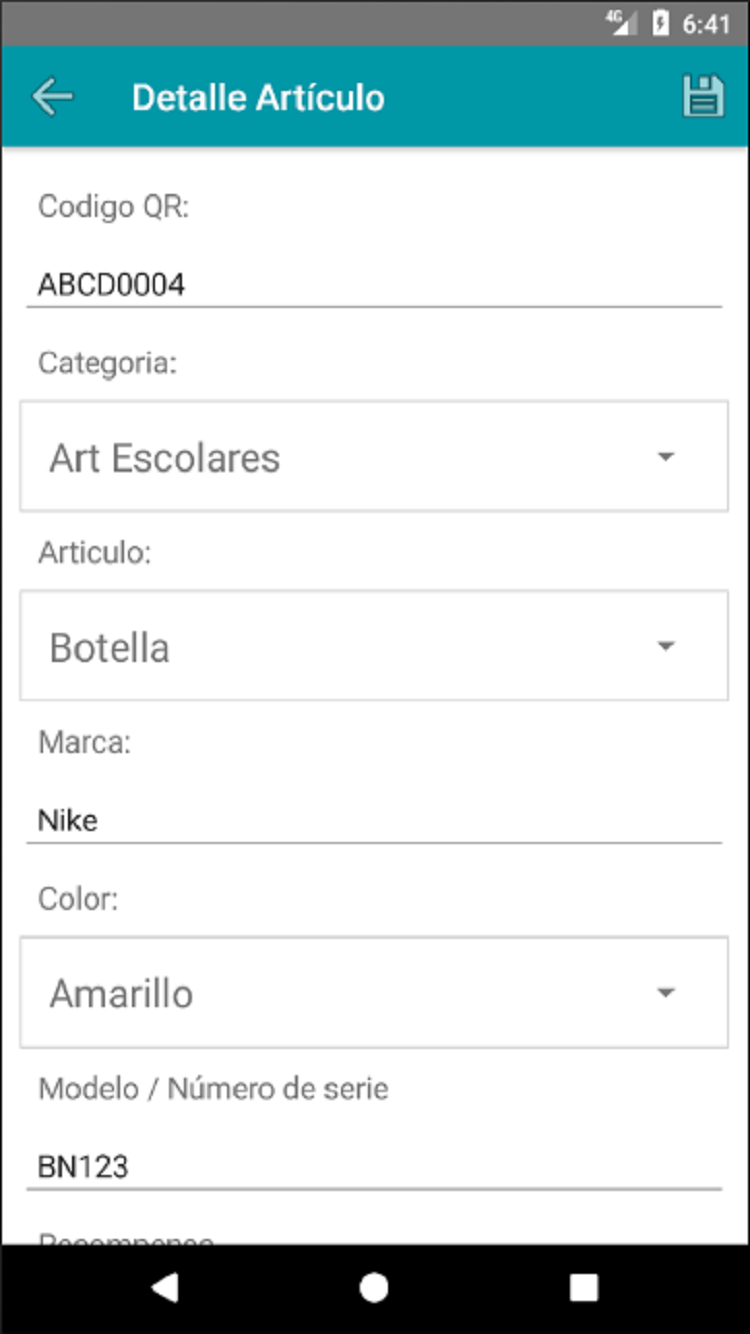 4G 6:41
Detalle Artículo
Codigo QR:
ABCD0004
Categoria:
Art Escolares
Articulo:
Botella
Marca:
Nike
Color:
Amarillo
Modelo / Número de serie
BN123